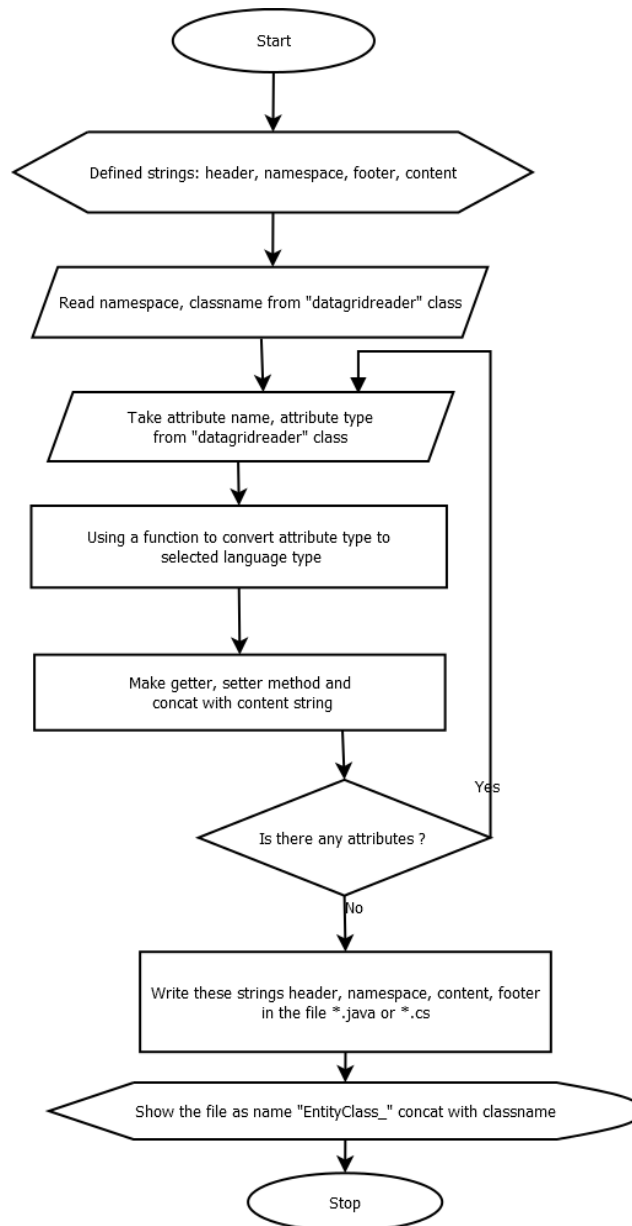 Start
Defined strings: header, namespace, footer, content
Read namespace, classname from "datagridreader" class
Take attribute name, attribute type
from "datagridreader" class
Using a function to convert attribute type to
selected language type
Make getter, setter method and
concat with content string
Yes
Is there any attributes ?
No
Write these strings header, namespace, content, footer
in the file *.java or *.cs
Show the file as name "EntityClass_" concat with classname
Stop